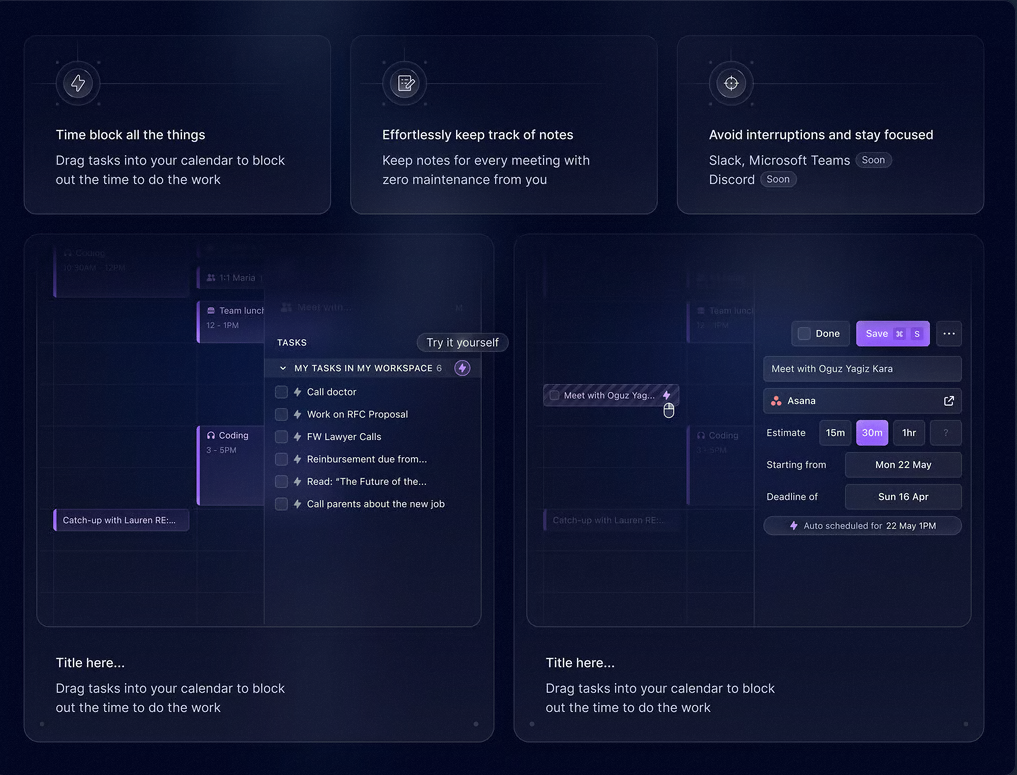 Time block all the things
Drag tasks into your calendar to block
out the time to do the work
Effortlessly keep track of notes
Keep notes for every meeting with
zero maintenance from you
Avoid interruptions and stay focused
Slack, Microsoft Teams Soon
Discord Soon
Coding
10:30AM - 12PM
1:1 Maria
Team lunch
12 - 1PM
Meet with...
TASKS
Try it yourself
MY TASKS IN MY WORKSPACE 6
Call doctor
Work on RFC Proposal
FW Lawyer Calls
Reinbursement due from...
Read: “The Future of the...
Call parents about the new job
Coding
3 - 5PM
Catch-up with Lauren RE:...
Title here...
Drag tasks into your calendar to block
out the time to do the work
Team lunch
12 - 1PM
Meet with Oguz Yag...
Coding
3 - 5PM
Catch-up with Lauren RE:...
Done
Save ⌘ S
Meet with Oguz Yagiz Kara
Asana
Estimate 15m 30m 1hr ?
Starting from Mon 22 May
Deadline of Sun 16 Apr
Auto scheduled for 22 May 1PM
Title here...
Drag tasks into your calendar to block
out the time to do the work